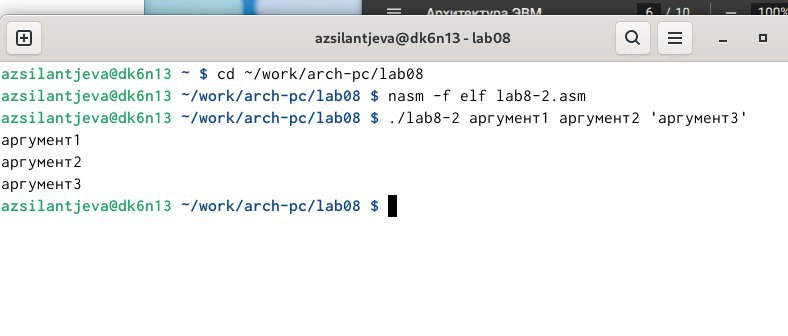 Архитектура ЭВМ 6 / 10 — 100%
azsilantjeva@dk6n13 - lab08
azsilantjeva@dk6n13 ~ $ cd ~/work/arch-pc/lab08
azsilantjeva@dk6n13 ~/work/arch-pc/lab08 $ nasm -f elf lab8-2.asm
azsilantjeva@dk6n13 ~/work/arch-pc/lab08 $ ./lab8-2 аргумент1 аргумент2 'аргумент3'
аргумент1
аргумент2
аргумент3
azsilantjeva@dk6n13 ~/work/arch-pc/lab08 $